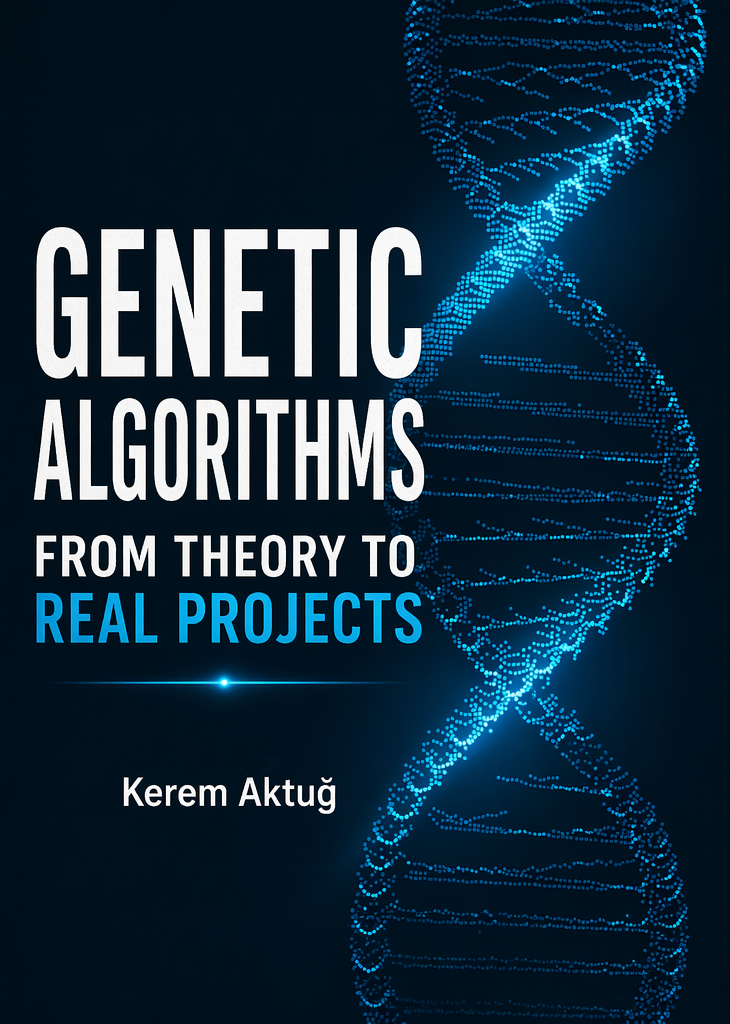 GENETIC
ALGORITHMS
FROM THEORY TO
REAL PROJECTS
Kerem Aktuğ